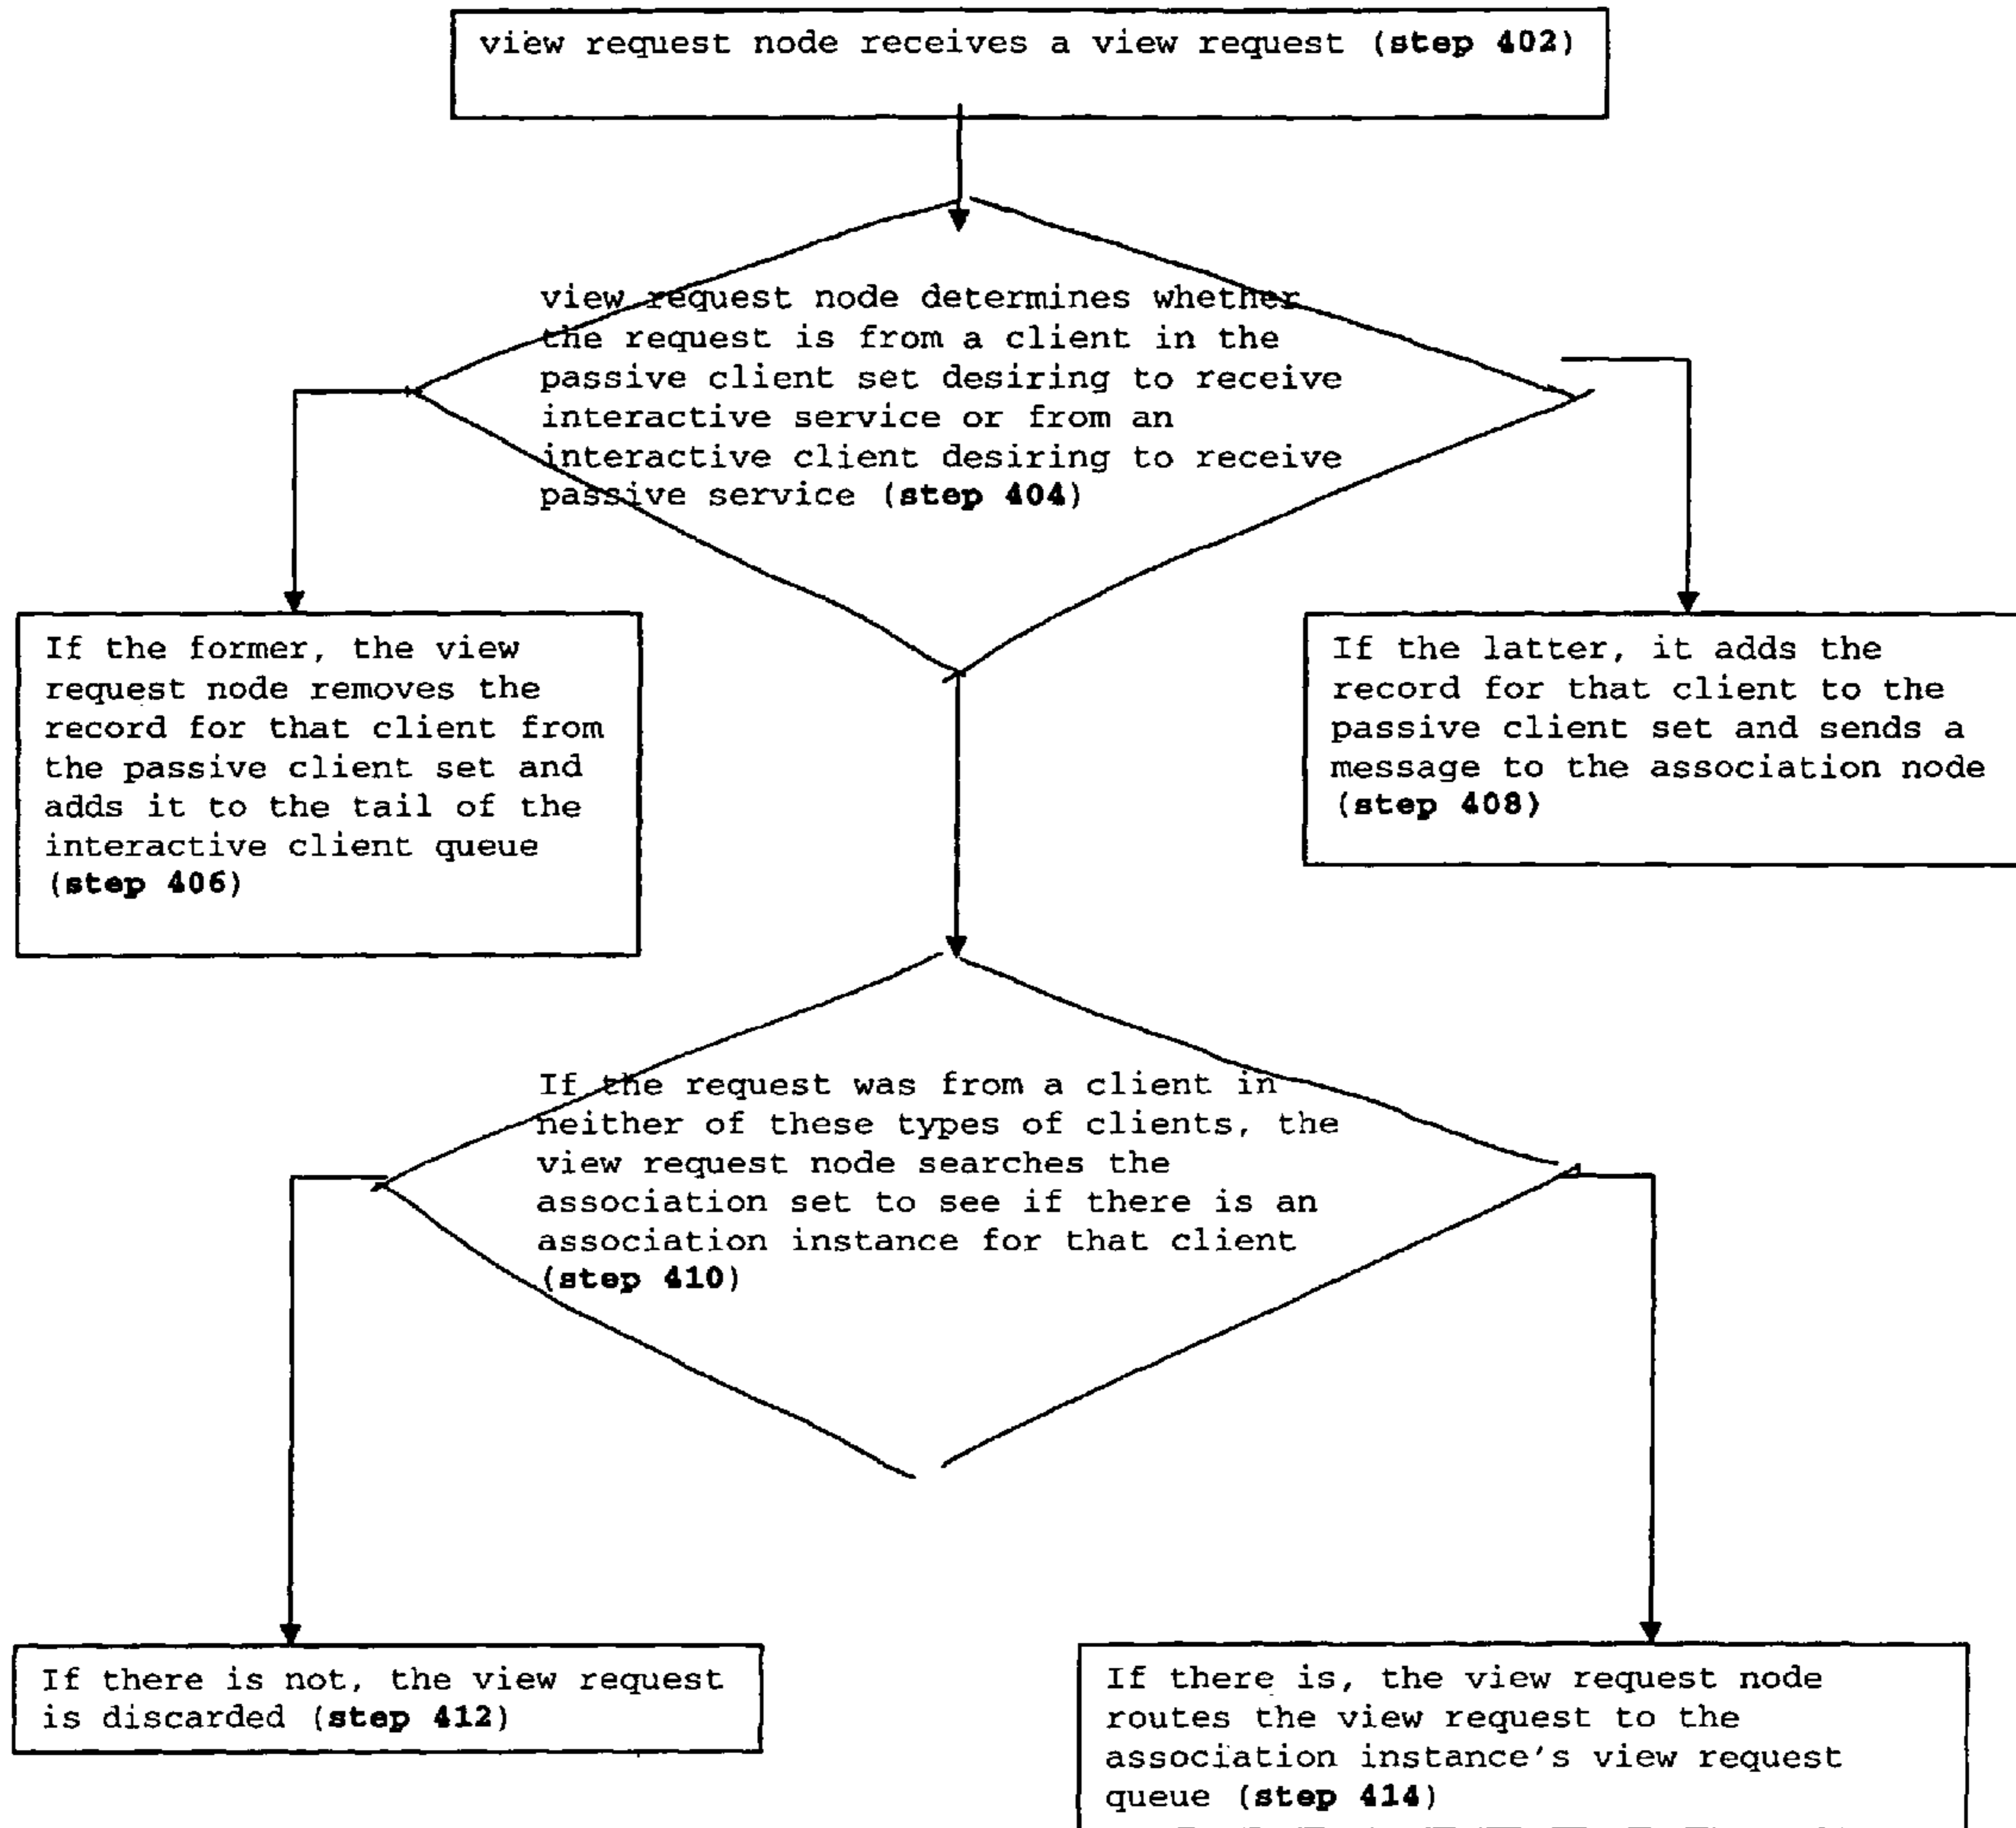 view request node receives a view request (step 402)
view request node determines whether
the request is from a client in the
passive client set desiring to receive
interactive service or from an
interactive client desiring to receive
passive service (step 404)
If the former, the view
request node removes the
record for that client from
the passive client set and
adds it to the tail of the
interactive client queue
(step 406)
If the latter, it adds the
record for that client to the
passive client set and sends a
message to the association node
(step 408)
If the request was from a client in
neither of these types of clients, the
view request node searches the
association set to see if there is an
association instance for that client
(step 410)
If there is not, the view request
is discarded (step 412)
If there is, the view request node
routes the view request to the
association instance's view request
queue (step 414)